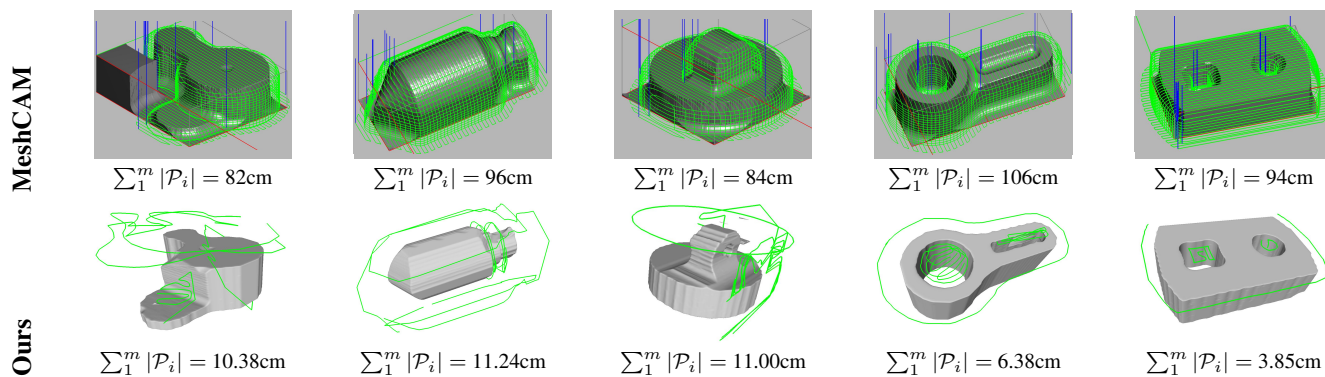 MeshCAM
∑₁ᵐ |𝒫ᵢ| = 82cm
∑₁ᵐ |𝒫ᵢ| = 96cm
∑₁ᵐ |𝒫ᵢ| = 84cm
∑₁ᵐ |𝒫ᵢ| = 106cm
∑₁ᵐ |𝒫ᵢ| = 94cm
Ours
∑₁ᵐ |𝒫ᵢ| = 10.38cm
∑₁ᵐ |𝒫ᵢ| = 11.24cm
∑₁ᵐ |𝒫ᵢ| = 11.00cm
∑₁ᵐ |𝒫ᵢ| = 6.38cm
∑₁ᵐ |𝒫ᵢ| = 3.85cm